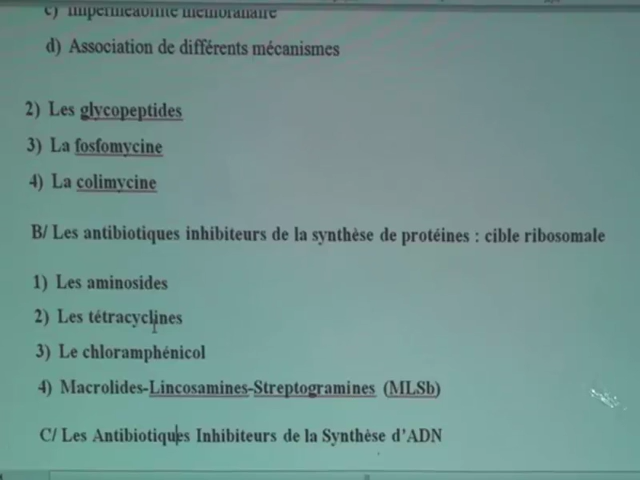 c) Imperméabilité membranaire
d) Association de différents mécanismes
2) Les glycopeptides
3) La fosfomycine
4) La colimycine
B/ Les antibiotiques inhibiteurs de la synthèse de protéines : cible ribosomale
1) Les aminosides
2) Les tétracyclines
3) Le chloramphénicol
4) Macrolides-Lincosamines-Streptogramines (MLSb)
C/ Les Antibiotiques Inhibiteurs de la Synthèse d’ADN